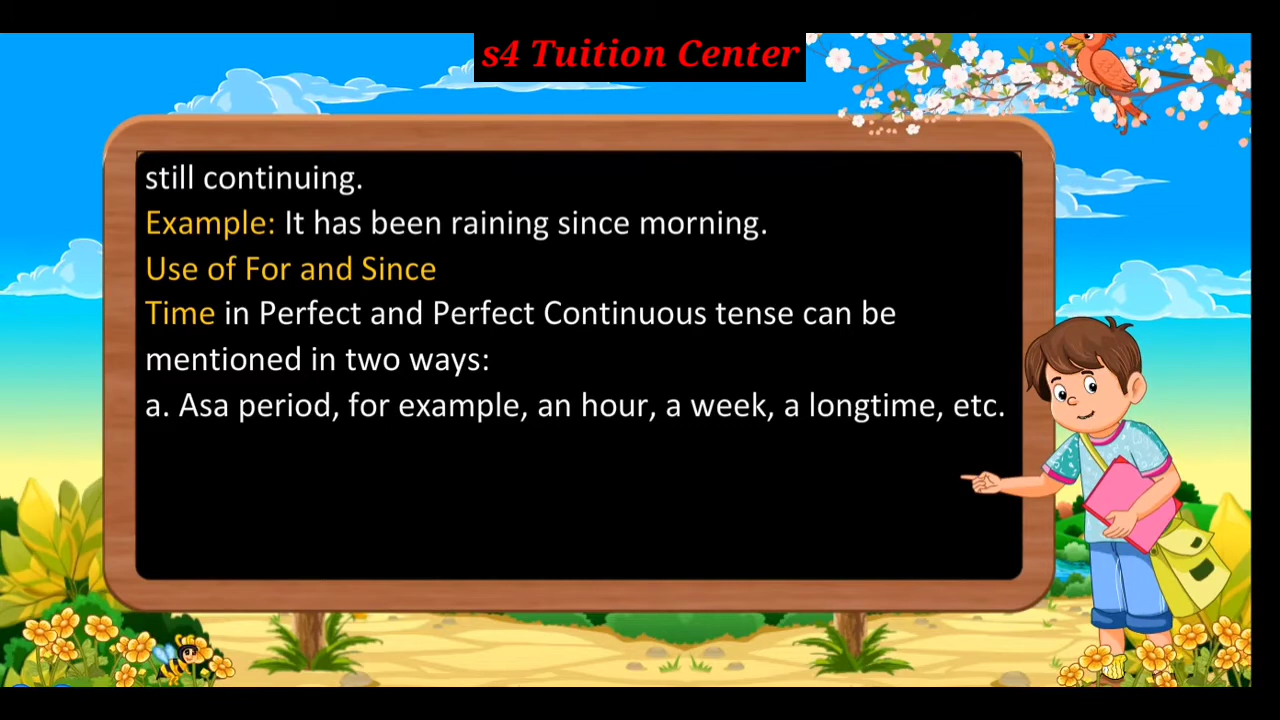 s4 Tuition Center
still continuing.
Example: It has been raining since morning.
Use of For and Since
Time in Perfect and Perfect Continuous tense can be
mentioned in two ways:
a. Asa period, for example, an hour, a week, a longtime, etc.